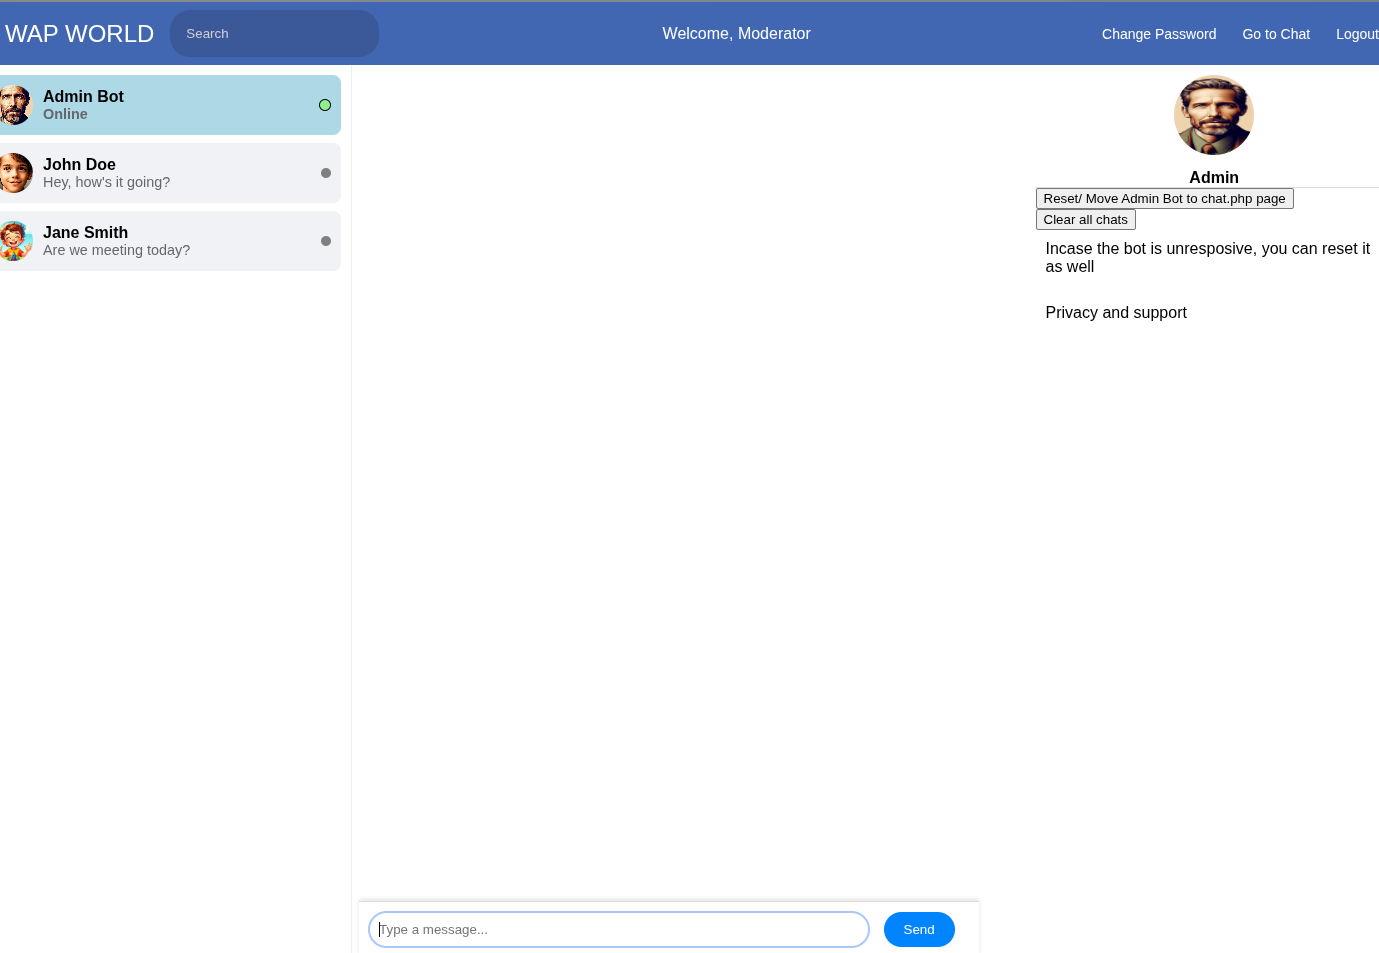 WAP WORLD
Search
Welcome, Moderator
Change Password
Go to Chat
Logout
Admin Bot
Online
John Doe
Hey, how's it going?
Jane Smith
Are we meeting today?
Admin
Reset/ Move Admin Bot to chat.php page
Clear all chats
Incase the bot is unresposive, you can reset it
as well
Privacy and support
Type a message...
Send